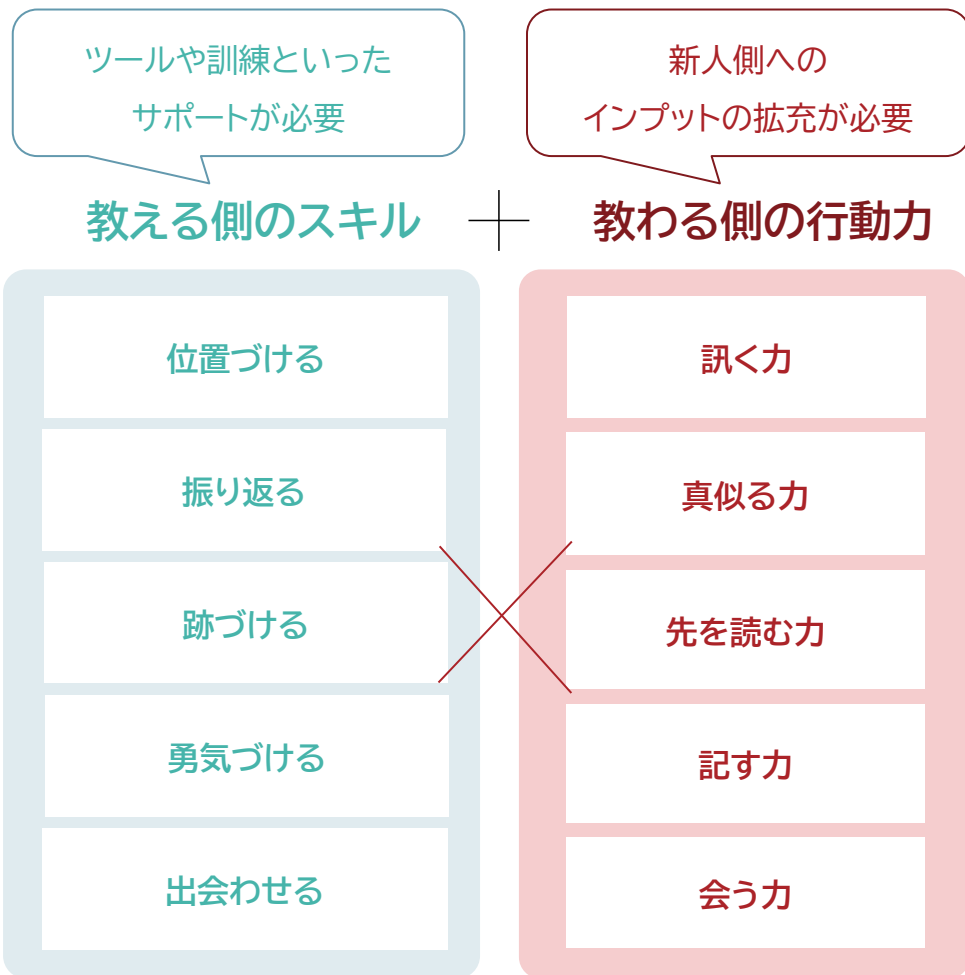 ツールや訓練といった
サポートが必要
新人側への
インプットの拡充が必要
教える側のスキル
教わる側の行動力
位置づける
振り返る
跡づける
勇気づける
出会わせる
訊く力
真似る力
先を読む力
記す力
会う力